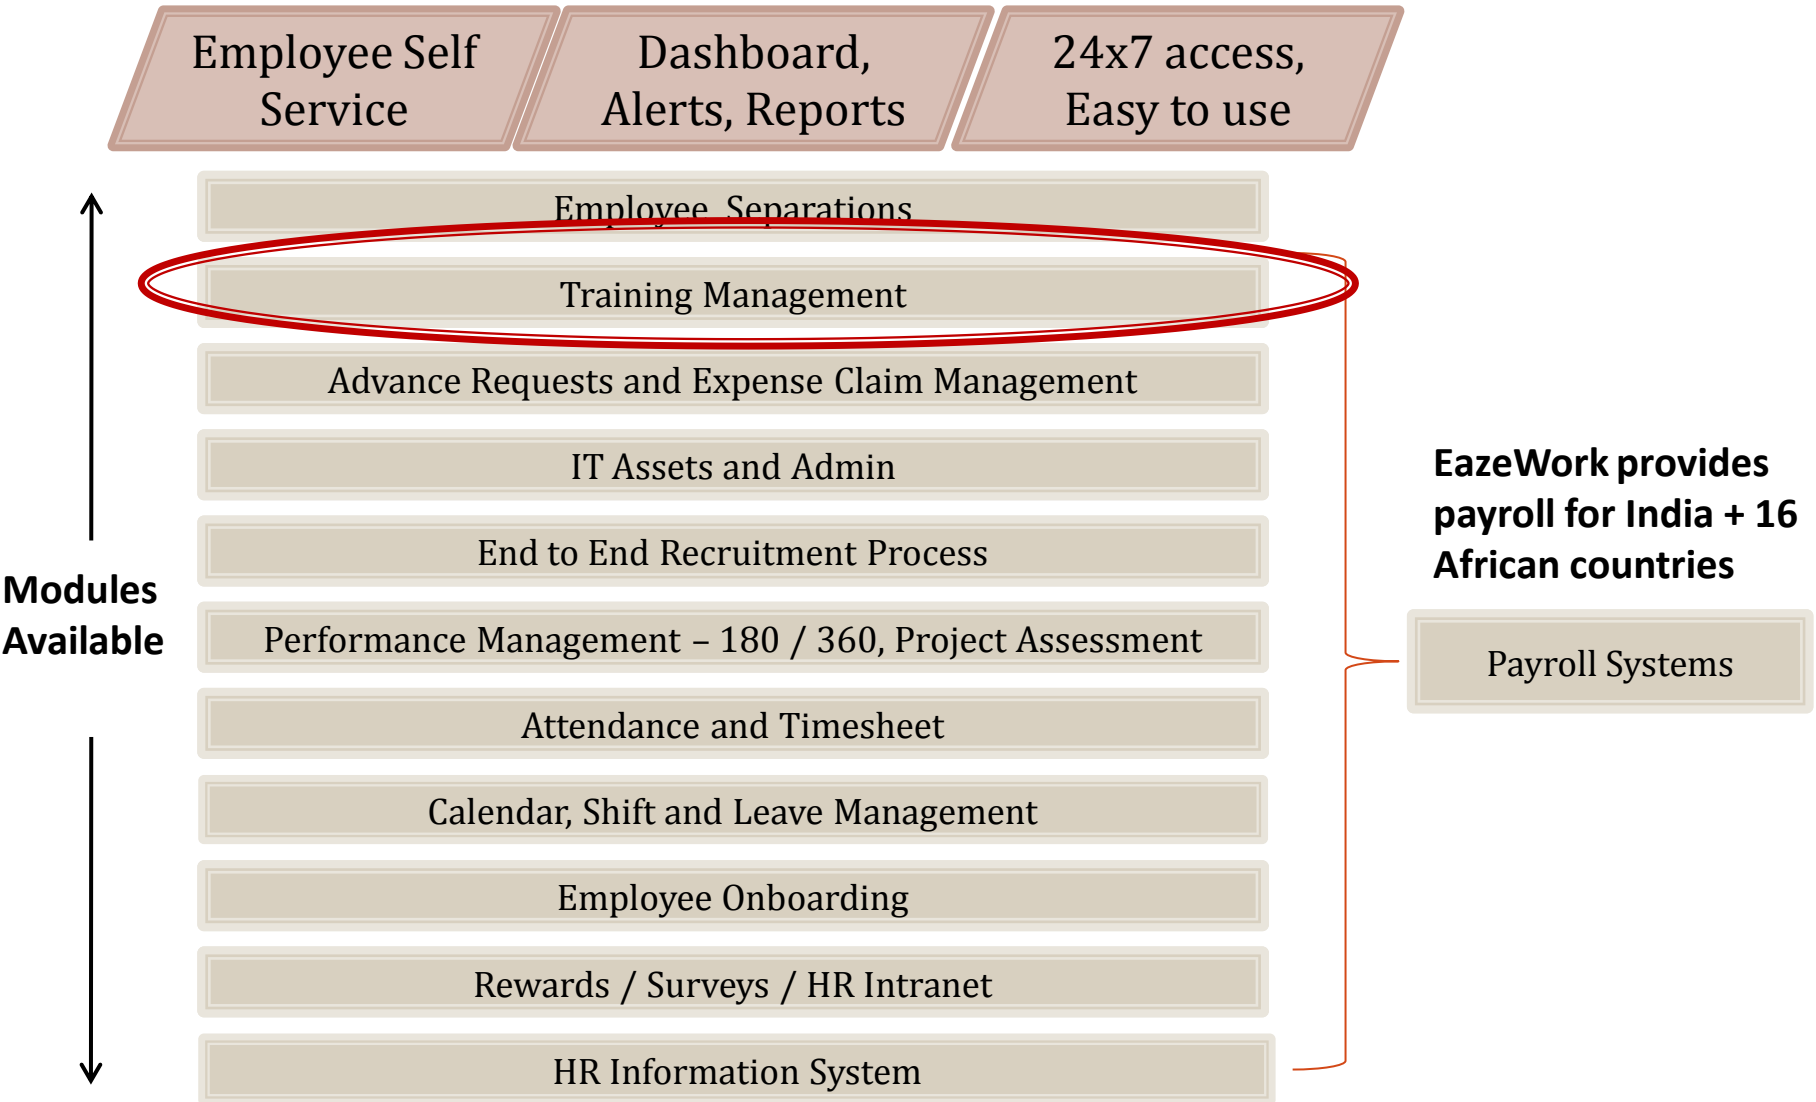 Employee Self
Service
Dashboard,
Alerts, Reports
24x7 access,
Easy to use
Employee Separations
Training Management
Advance Requests and Expense Claim Management
IT Assets and Admin
End to End Recruitment Process
Performance Management – 180 / 360, Project Assessment
Attendance and Timesheet
Calendar, Shift and Leave Management
Employee Onboarding
Rewards / Surveys / HR Intranet
HR Information System
Modules
Available
EazeWork provides
payroll for India + 16
African countries
Payroll Systems